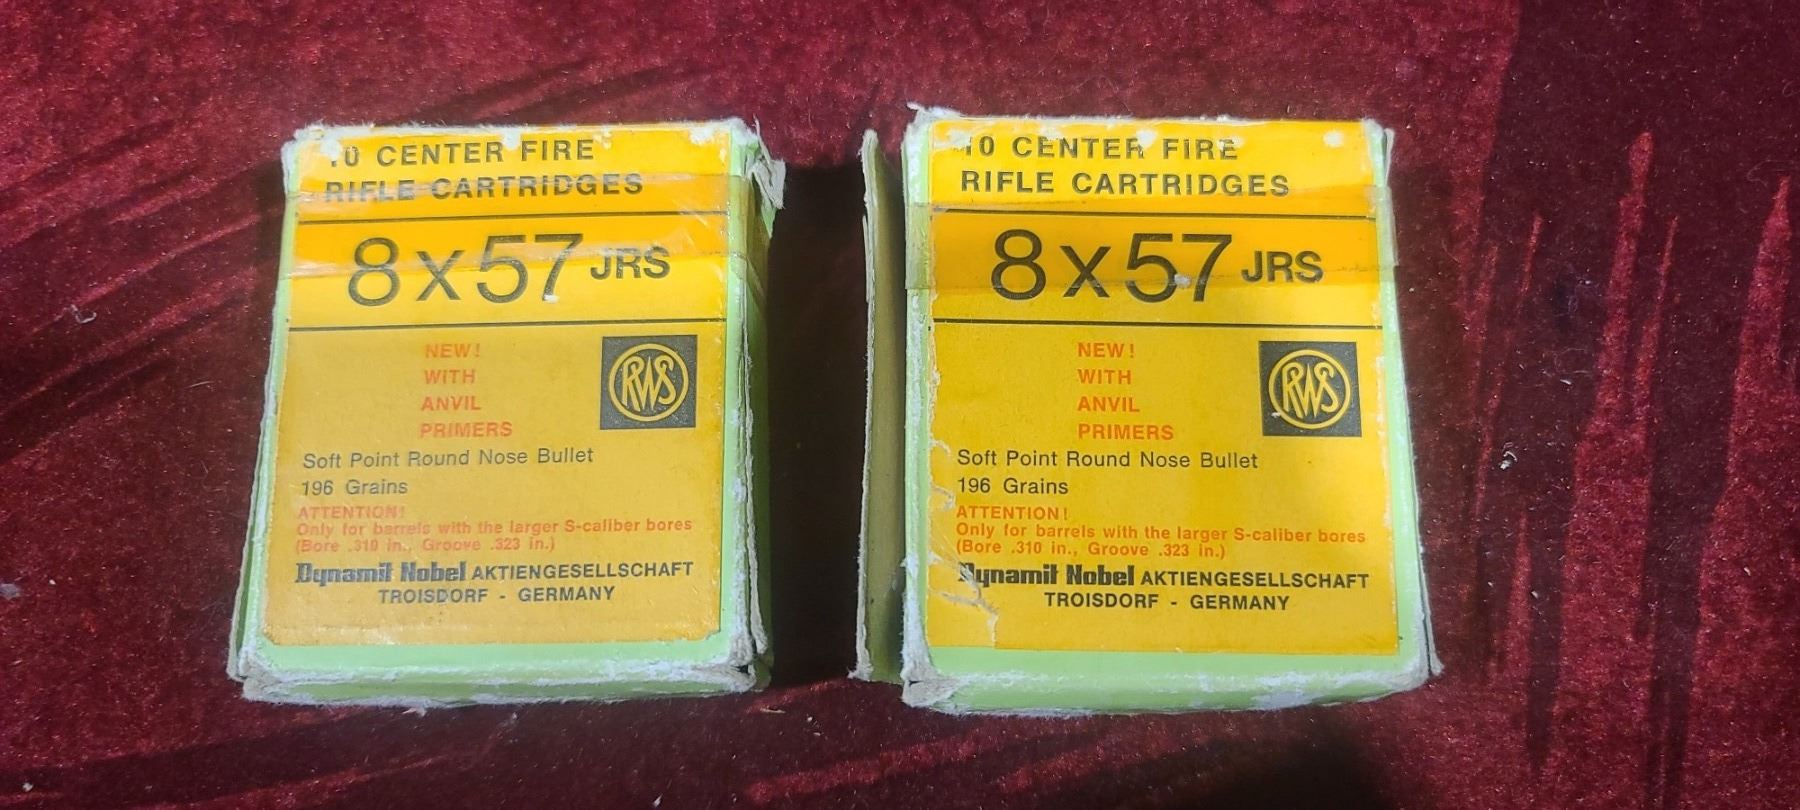 10 CENTER FIRE
RIFLE CARTRIDGES
8x57 JRS
NEW!
WITH
ANVIL
PRIMERS
RWS
Soft Point Round Nose Bullet
196 Grains
ATTENTION!
Only for barrels with the larger S-caliber bores
(Bore .310 in., Groove .323 in.)
Dynamit Nobel AKTIENGESELLSCHAFT
TROISDORF - GERMANY
10 CENTER FIRE
RIFLE CARTRIDGES
8x57 JRS
NEW!
WITH
ANVIL
PRIMERS
RWS
Soft Point Round Nose Bullet
196 Grains
ATTENTION!
Only for barrels with the larger S-caliber bores
(Bore .310 in., Groove .323 in.)
Dynamit Nobel AKTIENGESELLSCHAFT
TROISDORF - GERMANY